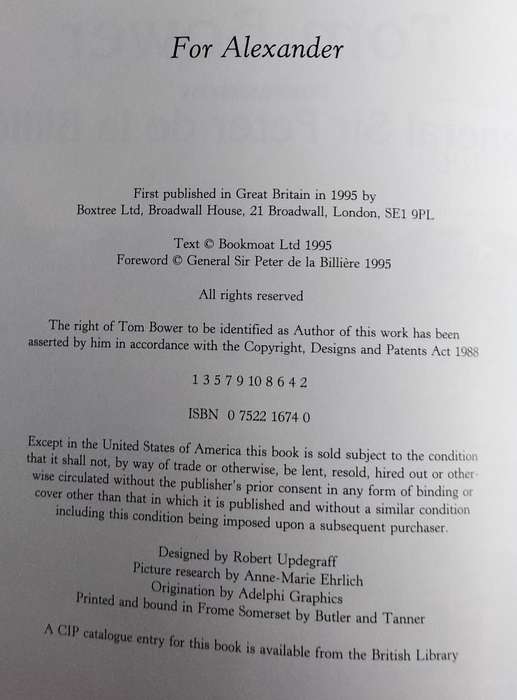 For Alexander
First published in Great Britain in 1995 by
Boxtree Ltd, Broadwall House, 21 Broadwall, London, SE1 9PL
Text © Bookmoat Ltd 1995
Foreword © General Sir Peter de la Billière 1995
All rights reserved
The right of Tom Bower to be identified as Author of this work has been
asserted by him in accordance with the Copyright, Designs and Patents Act 1988
1 3 5 7 9 10 8 6 4 2
ISBN 0 7522 1674 0
Except in the United States of America this book is sold subject to the condition
that it shall not, by way of trade or otherwise, be lent, resold, hired out or other-
wise circulated without the publisher's prior consent in any form of binding or
cover other than that in which it is published and without a similar condition
including this condition being imposed upon a subsequent purchaser.
Designed by Robert Updegraff
Picture research by Anne-Marie Ehrlich
Origination by Adelphi Graphics
Printed and bound in Frome Somerset by Butler and Tanner
A CIP catalogue entry for this book is available from the British Library